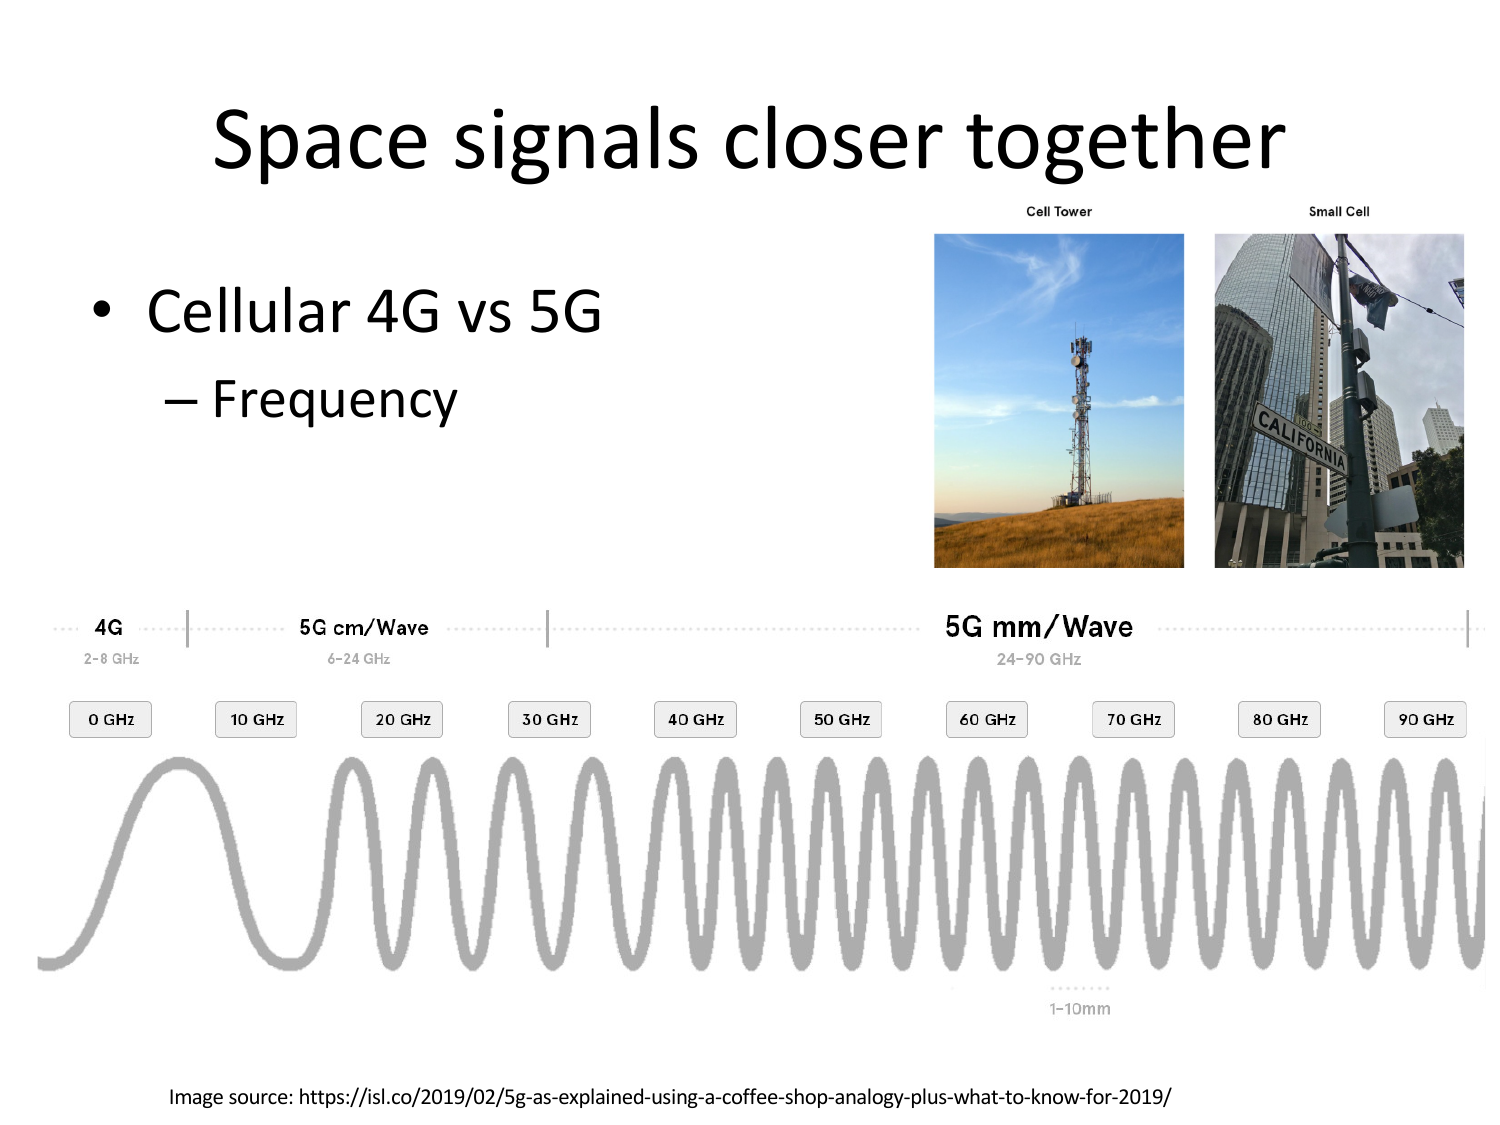 Space signals closer together
Cell Tower
Small Cell
• Cellular 4G vs 5G
– Frequency
CALIFORNIA
4G
5G cm/Wave
5G mm/Wave
2-8 GHz
6-24 GHz
24-90 GHz
0 GHz
10 GHz
20 GHz
30 GHz
40 GHz
50 GHz
60 GHz
70 GHz
80 GHz
90 GHz
1-10mm
Image source: https://isl.co/2019/02/5g-as-explained-using-a-coffee-shop-analogy-plus-what-to-know-for-2019/